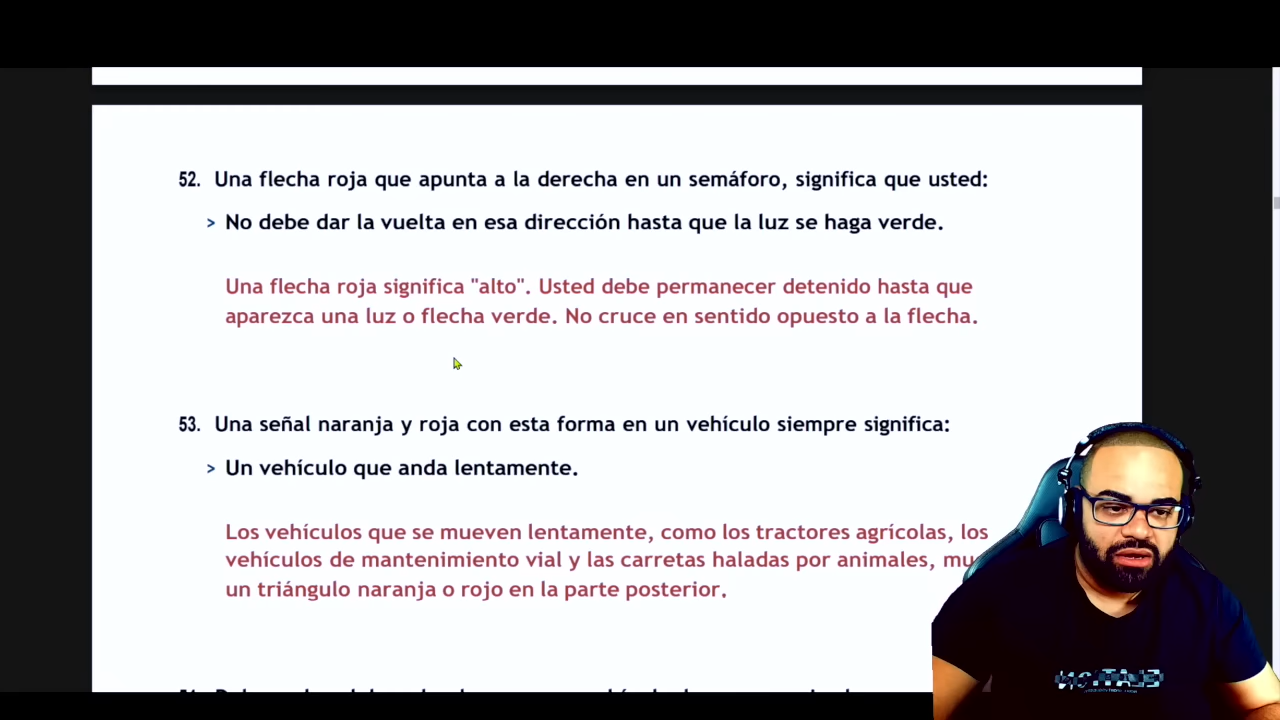 52. Una flecha roja que apunta a la derecha en un semáforo, significa que usted:
> No debe dar la vuelta en esa dirección hasta que la luz se haga verde.
Una flecha roja significa "alto". Usted debe permanecer detenido hasta que
aparezca una luz o flecha verde. No cruce en sentido opuesto a la flecha.
53. Una señal naranja y roja con esta forma en un vehículo siempre significa:
> Un vehículo que anda lentamente.
Los vehículos que se mueven lentamente, como los tractores agrícolas, los
vehículos de mantenimiento vial y las carretas haladas por animales,
un triángulo naranja o rojo en la parte posterior.